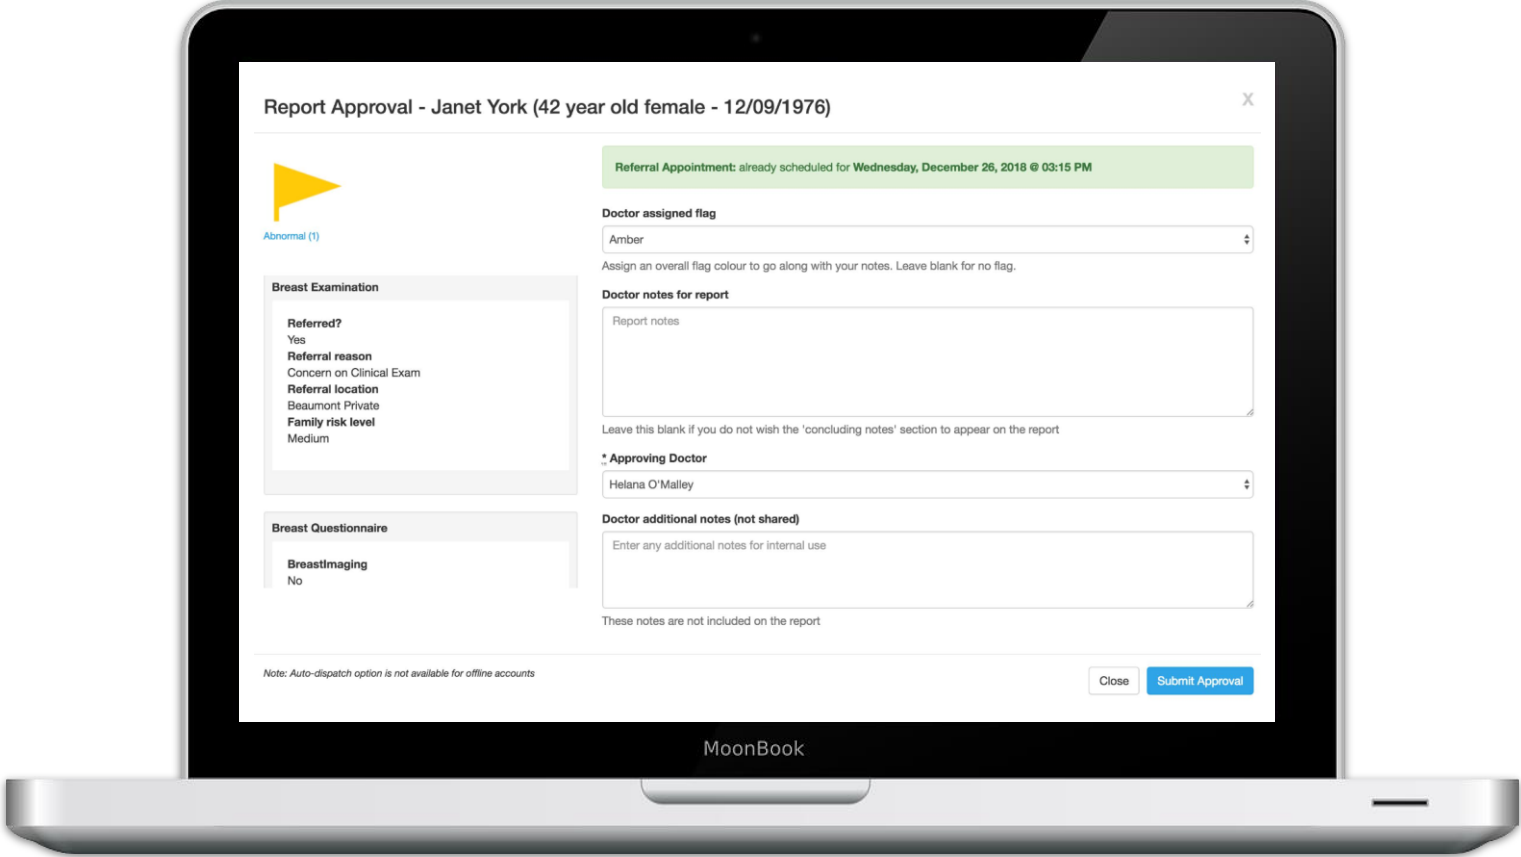 Report Approval - Janet York (42 year old female - 12/09/1976)
X
Abnormal (1)
Breast Examination
Referred?
Yes
Referral reason
Concern on Clinical Exam
Referral location
Beaumont Private
Family risk level
Medium
Breast Questionnaire
BreastImaging
No
Referral Appointment: already scheduled for Wednesday, December 26, 2018 @ 03:15 PM
Doctor assigned flag
Amber
Assign an overall flag colour to go along with your notes. Leave blank for no flag.
Doctor notes for report
Report notes
Leave this blank if you do not wish the 'concluding notes' section to appear on the report
* Approving Doctor
Helana O'Malley
Doctor additional notes (not shared)
Enter any additional notes for internal use
These notes are not included on the report
Note: Auto-dispatch option is not available for offline accounts
Close
Submit Approval
MoonBook